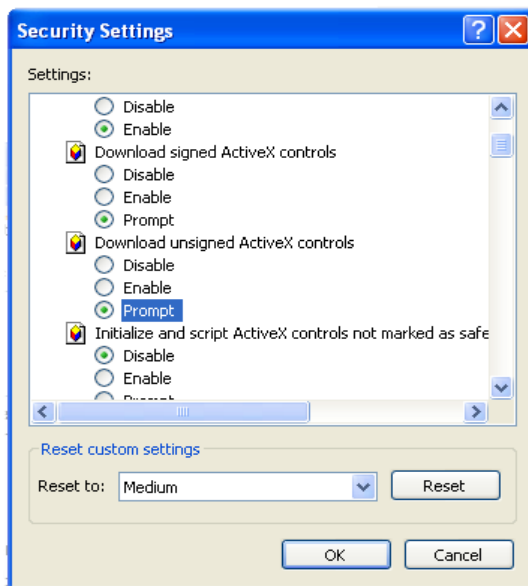 Security Settings
Settings:
Disable
Enable
Download signed ActiveX controls
Disable
Enable
Prompt
Download unsigned ActiveX controls
Disable
Enable
Prompt
Initialize and script ActiveX controls not marked as safe
Disable
Enable
Prompt
Reset custom settings
Reset to: Medium Reset
OK Cancel